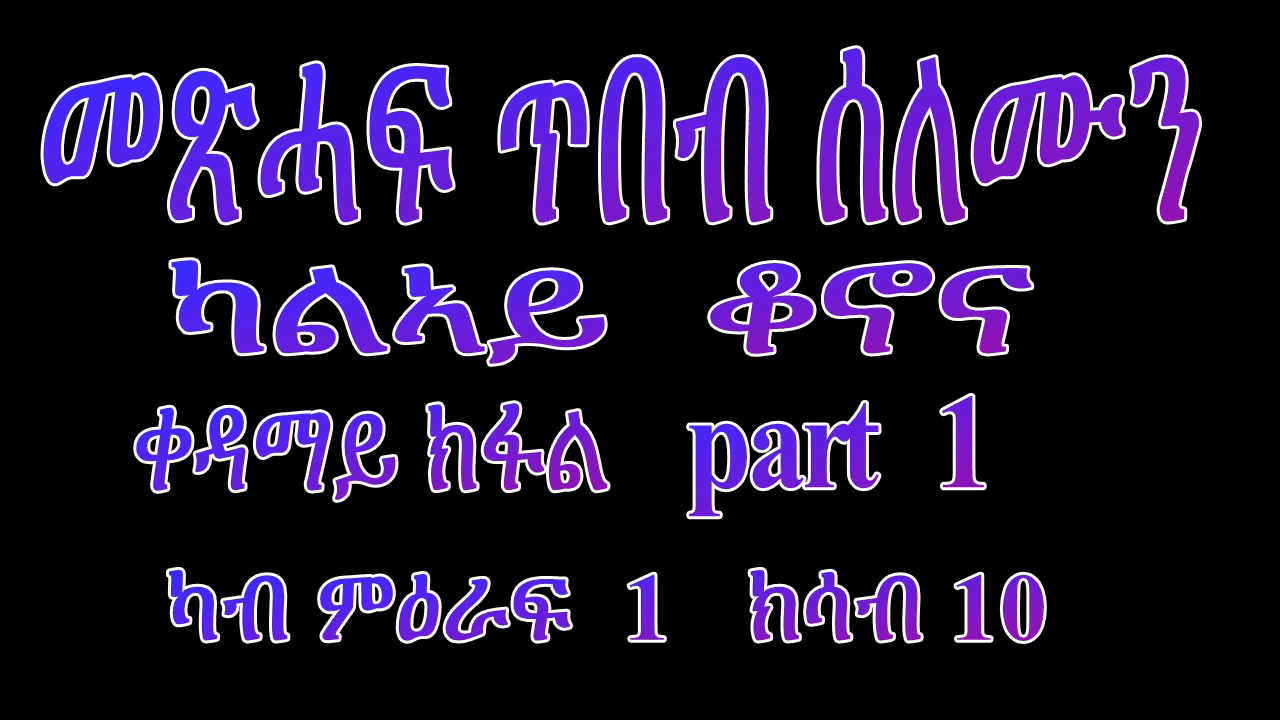 መጽሓፍ ጥበብ ሰለሙን
ካልኣይ ቆኖና
ቀዳማይ ክፋል part 1
ካብ ምዕራፍ 1 ክሳብ 10